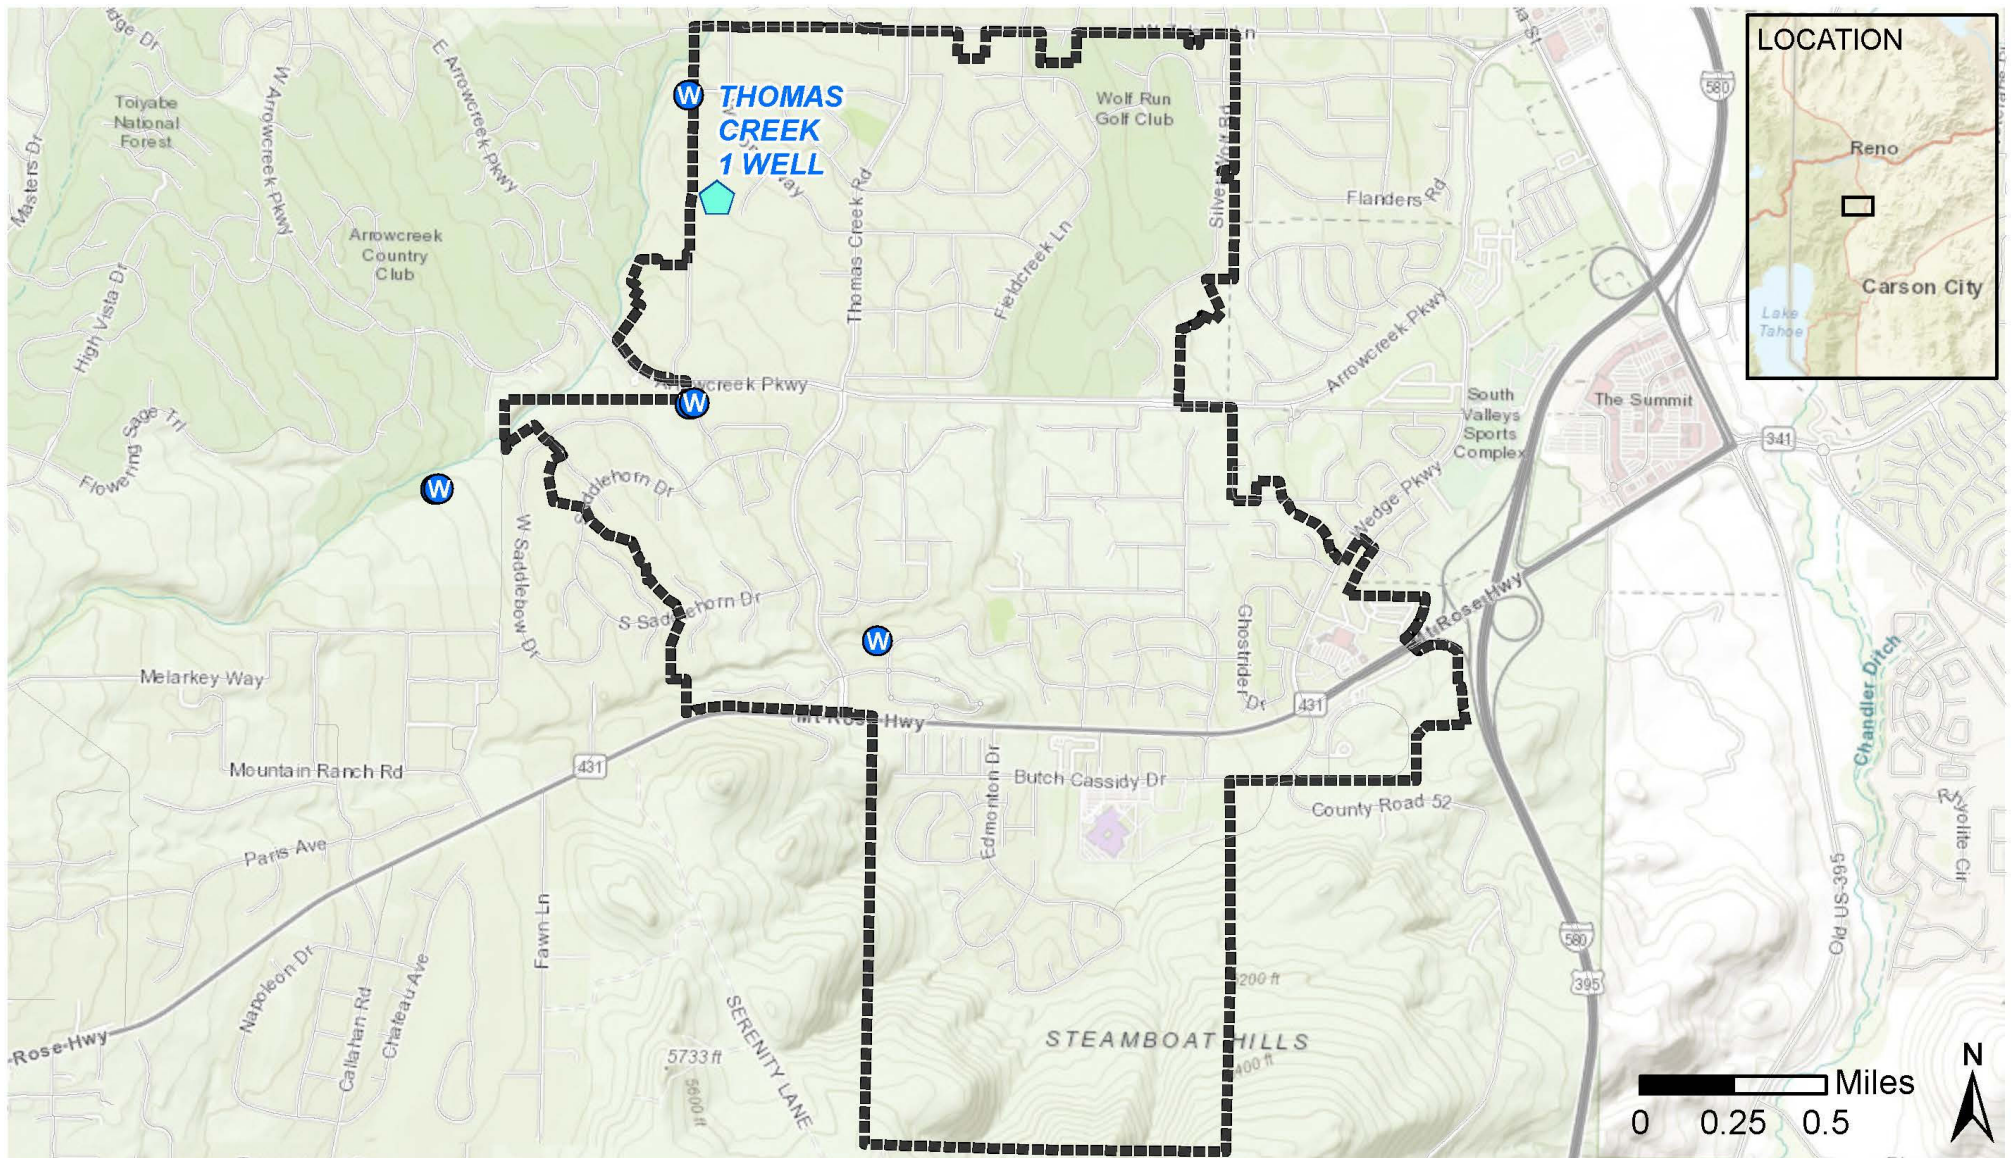 LOCATION
Reno
Carson City
Lake
Tahoe
580
W
THOMAS
CREEK
1 WELL
Wolf Run
Golf Club
Toiyabe
National
Forest
Masters Dr
W Arrowcreek Pkwy
E Arrowcreek Pkwy
Arrowcreek
Country
Club
High Vista Dr
Thomas Creek Rd
Fieldcreek Ln
Flanders Rd
Arrowcreek Pkwy
Arrowcreek Pkwy
W
South
Valleys
Sports
Complex
The Summit
341
Flowering Sage Trl
W
Saddlehorn Dr
W Saddlebow Dr
S Saddlehorn Dr
Wedge Pkwy
Mt Rose Hwy
W
Ghostrider Dr
Chandler Ditch
Melarkey Way
431
Mt Rose Hwy
431
Mountain Ranch Rd
Butch Cassidy Dr
Edmonton Dr
County Road 52
Rhyolite Cir
Paris Ave
Fawn Ln
Old US-395
580
395
Napoleon Dr
Callahan Rd
Chateau Ave
-Rose Hwy
SERENITY LANE
5733 ft
5600 ft
STEAMBOAT HILLS
N
Miles
0 0.25 0.5